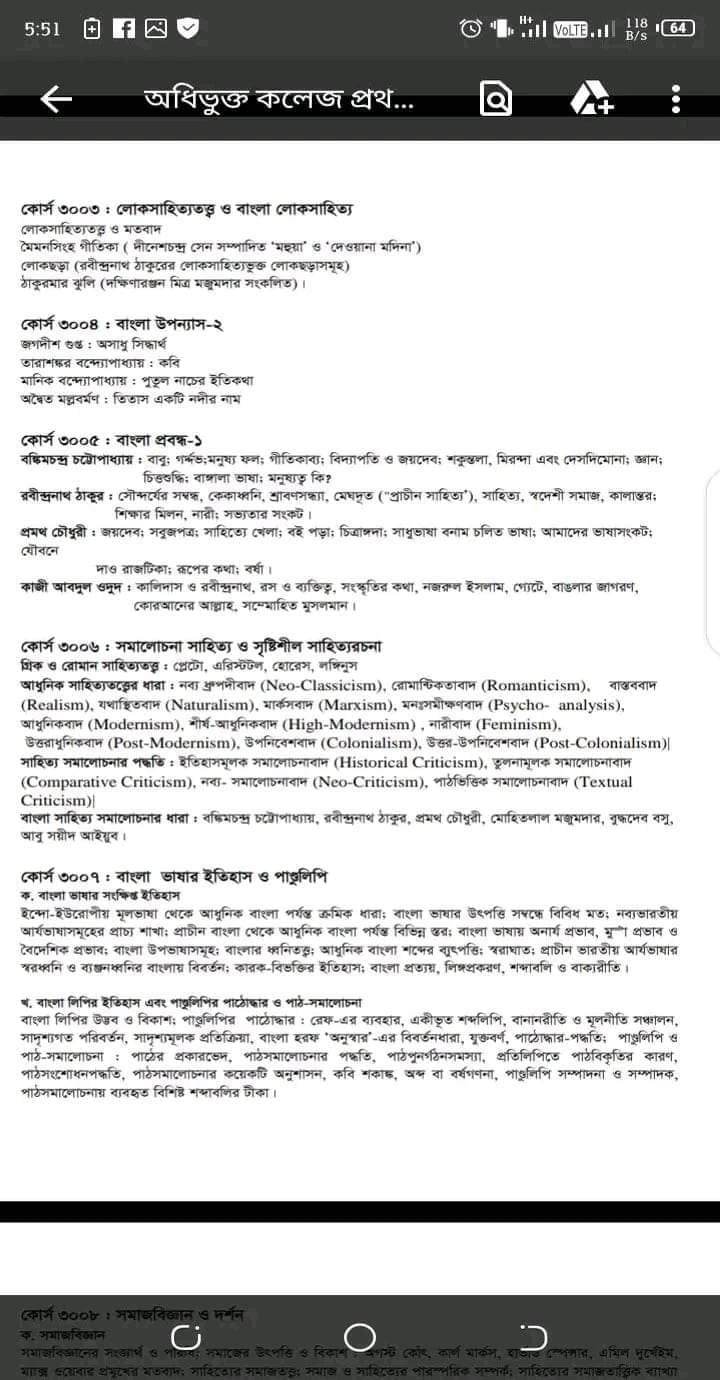 5:51
H+
VoLTE
118 B/s
64
অধিভুক্ত কলেজ প্রথ...
কোর্স ৩০০৩ : লোকসাহিত্যতত্ত্ব ও বাংলা লোকসাহিত্য
লোকসাহিত্যতত্ত্ব ও মতবাদ
মৈমনসিংহ গীতিকা ( দীনেশচন্দ্র সেন সম্পাদিত ‘মহুয়া’ ও ‘দেওয়ানা মদিনা’)
লোকছড়া (রবীন্দ্রনাথ ঠাকুরের লোকসাহিত্যভুক্ত লোকছড়াসমূহ)
ঠাকুরমার ঝুলি (দক্ষিণারঞ্জন মিত্র মজুমদার সংকলিত)।
কোর্স ৩০০৪ : বাংলা উপন্যাস-২
জগদীশ গুপ্ত : অসাধু সিদ্ধার্থ
তারাশঙ্কর বন্দ্যোপাধ্যায় : কবি
মানিক বন্দ্যোপাধ্যায় : পুতুল নাচের ইতিকথা
অদ্বৈত মল্লবর্মণ : তিতাস একটি নদীর নাম
কোর্স ৩০০৫ : বাংলা প্রবন্ধ-১
বঙ্কিমচন্দ্র চট্টোপাধ্যায় : বাবু; গর্দ্দভ;মনুষ্য ফল; গীতিকাব্য; বিদ্যাপতি ও জয়দেব; শকুন্তলা, মিরন্দা এবং দেসদিমোনা; জ্ঞান;
চিত্তশুদ্ধি; বাঙ্গালা ভাষা; মনুষ্যত্ব কি?
রবীন্দ্রনাথ ঠাকুর : সৌন্দর্যের সম্বন্ধ, কেকাধ্বনি, শ্রাবণসন্ধ্যা, মেঘদূত ("প্রাচীন সাহিত্য’), সাহিত্য, স্বদেশী সমাজ, কালান্তর;
শিক্ষার মিলন, নারী; সভ্যতার সংকট।
প্রমথ চৌধুরী : জয়দেব; সবুজপত্র; সাহিত্যে খেলা; বই পড়া; চিত্রাঙ্গদা; সাধুভাষা বনাম চলিত ভাষা; আমাদের ভাষাসংকট;
যৌবনে
দাও রাজটিকা; রূপের কথা; বর্ষা।
কাজী আবদুল ওদুদ : কালিদাস ও রবীন্দ্রনাথ, রস ও ব্যক্তিত্ব, সংস্কৃতির কথা, নজরুল ইসলাম, গ্যেটে, বাঙলার জাগরণ,
কোরআনের আল্লাহ, সম্মোহিত মুসলমান।
কোর্স ৩০০৬ : সমালোচনা সাহিত্য ও সৃষ্টিশীল সাহিত্যরচনা
গ্রিক ও রোমান সাহিত্যতত্ত্ব : প্লেটো, এরিস্টটল, হোরেস, লঙ্গিনুস
আধুনিক সাহিত্যতত্ত্বের ধারা : নব্য ধ্রুপদীবাদ (Neo-Classicism), রোমান্টিকতাবাদ (Romanticism), বাস্তববাদ
(Realism), যথাস্থিতবাদ (Naturalism), মার্কসবাদ (Marxism), মনঃসমীক্ষণবাদ (Psycho- analysis),
আধুনিকবাদ (Modernism), শীর্ষ-আধুনিকবাদ (High-Modernism) , নারীবাদ (Feminism),
উত্তরাধুনিকবাদ (Post-Modernism), উপনিবেশবাদ (Colonialism), উত্তর-উপনিবেশবাদ (Post-Colonialism)|
সাহিত্য সমালোচনার পদ্ধতি : ইতিহাসমূলক সমালোচনাবাদ (Historical Criticism), তুলনামূলক সমালোচনাবাদ
(Comparative Criticism), নব্য- সমালোচনাবাদ (Neo-Criticism), পাঠভিত্তিক সমালোচনাবাদ (Textual
Criticism)|
বাংলা সাহিত্য সমালোচনার ধারা : বঙ্কিমচন্দ্র চট্টোপাধ্যায়, রবীন্দ্রনাথ ঠাকুর, প্রমথ চৌধুরী, মোহিতলাল মজুমদার, বুদ্ধদেব বসু,
আবু সয়ীদ আইয়ুব।
কোর্স ৩০০৭ : বাংলা ভাষার ইতিহাস ও পাণ্ডুলিপি
ক. বাংলা ভাষার সংক্ষিপ্ত ইতিহাস
ইন্দো-ইউরোপীয় মূলভাষা থেকে আধুনিক বাংলা পর্যন্ত ক্রমিক ধারা; বাংলা ভাষার উৎপত্তি সম্বন্ধে বিবিধ মত; নব্যভারতীয়
আর্যভাষাসমূহের প্রাচ্য শাখা; প্রাচীন বাংলা থেকে আধুনিক বাংলা পর্যন্ত বিভিন্ন স্তর; বাংলা ভাষায় অনার্য প্রভাব, প্রভাব ও
বৈদেশিক প্রভাব; বাংলা উপভাষাসমূহ; বাংলার ধ্বনিতত্ত্ব; আধুনিক বাংলা শব্দের ব্যুৎপত্তি; স্বরাঘাত; প্রাচীন ভারতীয় আর্যভাষার
স্বরধ্বনি ও ব্যঞ্জনধ্বনির বাংলায় বিবর্তন; কারক-বিভক্তির ইতিহাস; বাংলা প্রত্যয়, লিঙ্গপ্রকরণ, শব্দাবলি ও বাক্যরীতি।
খ. বাংলা লিপির ইতিহাস এবং পাণ্ডুলিপির পাঠোদ্ধার ও পাঠ-সমালোচনা
বাংলা লিপির উদ্ভব ও বিকাশ; পাণ্ডুলিপির পাঠোদ্ধার : রেফ-এর ব্যবহার, একীভূত শব্দলিপি, বানানরীতি ও মূলনীতি সঞ্চালন,
সাদৃশ্যগত পরিবর্তন, সাদৃশ্যমূলক প্রতিক্রিয়া, বাংলা হরফ ‘অনুস্বার’-এর বিবর্তনধারা, যুক্তবর্ণ, পাঠোদ্ধার-পদ্ধতি; পাণ্ডুলিপি ও
পাঠ-সমালোচনা : পাঠের প্রকারভেদ, পাঠসমালোচনার পদ্ধতি, পাঠপুনর্গঠনসমস্যা, প্রতিলিপিতে পাঠবিকৃতির কারণ,
পাঠসংশোধনপদ্ধতি, পাঠসমালোচনার কয়েকটি অনুশাসন, কবি শকাঙ্ক, অব্দ বা বর্ষগণনা, পাণ্ডুলিপি সম্পাদনা ও সম্পাদক,
পাঠসমালোচনায় ব্যবহৃত বিশিষ্ট শব্দাবলির টীকা।
কোর্স ৩০০৮ : সমাজবিজ্ঞান ও দর্শন
ক. সমাজবিজ্ঞান
সমাজবিজ্ঞানের সংজ্ঞার্থ ও সমাজের উৎপত্তি ও বিকাশ : অগস্ট কোঁৎ, কার্ল মার্কস, স্পেন্সার, এমিল দুর্খেইম,
ম্যাক্স ওয়েবার প্রমুখের মতবাদ; সাহিত্যের সমাজতত্ত্ব; সমাজ ও সাহিত্যের পারস্পরিক সম্পর্ক; সাহিত্যের সমাজতাত্ত্বিক ব্যাখ্যা